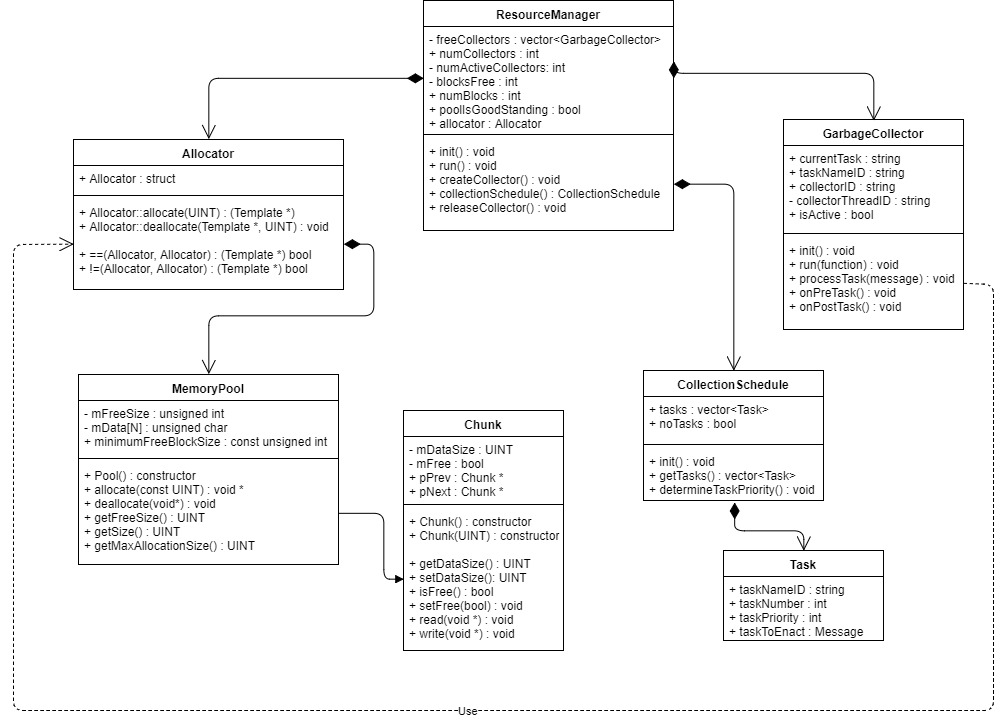 ResourceManager
- freeCollectors : vector<GarbageCollector>
+ numCollectors : int
- numActiveCollectors: int
- blocksFree : int
+ numBlocks : int
+ poolIsGoodStanding : bool
+ allocator : Allocator
+ init() : void
+ run() : void
+ createCollector() : void
+ collectionSchedule() : CollectionSchedule
+ releaseCollector() : void
Allocator
+ Allocator : struct
+ Allocator::allocate(UINT) : (Template *)
+ Allocator::deallocate(Template *, UINT) : void
+ ==(Allocator, Allocator) : (Template *) bool
+ !=(Allocator, Allocator) : (Template *) bool
GarbageCollector
+ currentTask : string
+ taskNameID : string
+ collectorID : string
- collectorThreadID : string
+ isActive : bool
+ init() : void
+ run(function) : void
+ processTask(message) : void
+ onPreTask() : void
+ onPostTask() : void
MemoryPool
- mFreeSize : unsigned int
- mData[N] : unsigned char
+ minimumFreeBlockSize : const unsigned int
+ Pool() : constructor
+ allocate(const UINT) : void *
+ deallocate(void*) : void
+ getFreeSize() : UINT
+ getSize() : UINT
+ getMaxAllocationSize() : UINT
Chunk
- mDataSize : UINT
- mFree : bool
+ pPrev : Chunk *
+ pNext : Chunk *
+ Chunk() : constructor
+ Chunk(UINT) : constructor
+ getDataSize() : UINT
+ setDataSize(): UINT
+ isFree() : bool
+ setFree(bool) : void
+ read(void *) : void
+ write(void *) : void
CollectionSchedule
+ tasks : vector<Task>
+ noTasks : bool
+ init() : void
+ getTasks() : vector<Task>
+ determineTaskPriority() : void
Task
+ taskNameID : string
+ taskNumber : int
+ taskPriority : int
+ taskToEnact : Message
Use